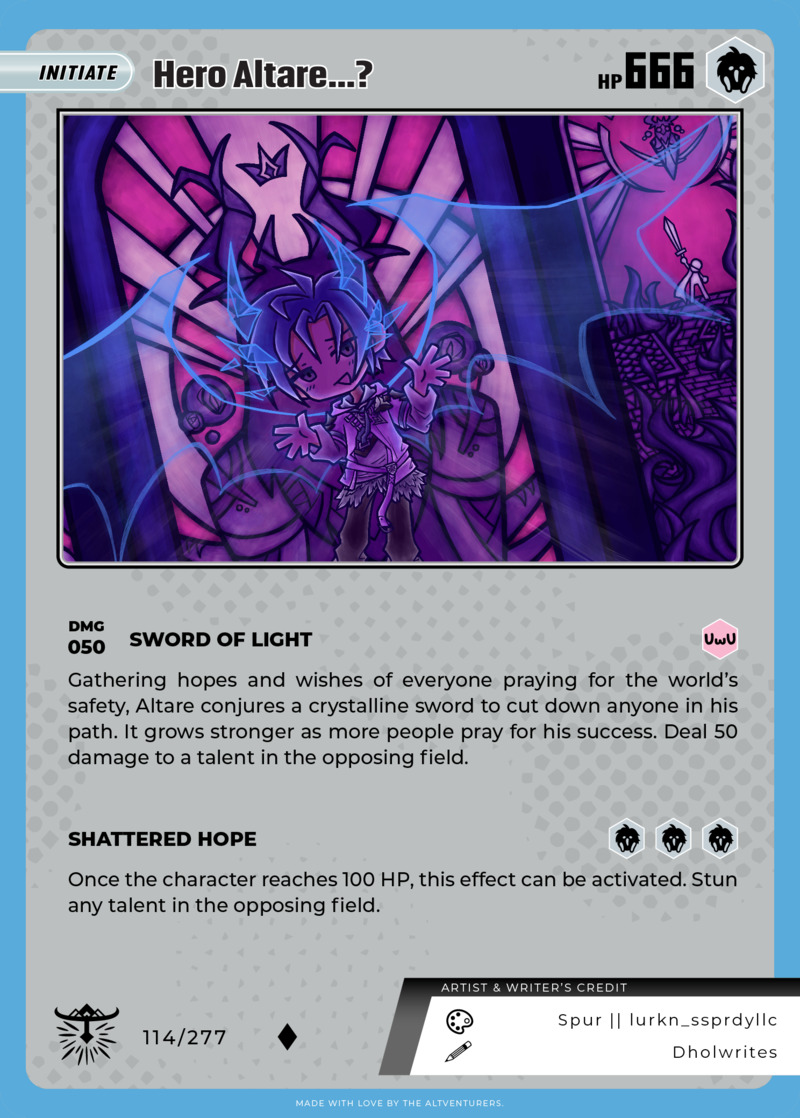 INITIATE
Hero Altare...?
HP 666
DMG
050
SWORD OF LIGHT
UwU
Gathering hopes and wishes of everyone praying for the world's
safety, Altare conjures a crystalline sword to cut down anyone in his
path. It grows stronger as more people pray for his success. Deal 50
damage to a talent in the opposing field.
SHATTERED HOPE
Once the character reaches 100 HP, this effect can be activated. Stun
any talent in the opposing field.
ARTIST & WRITER'S CREDIT
114/277
Spur || lurkn_ssprdyllc
Dholwrites
MADE WITH LOVE BY THE ALTVENTURERS.